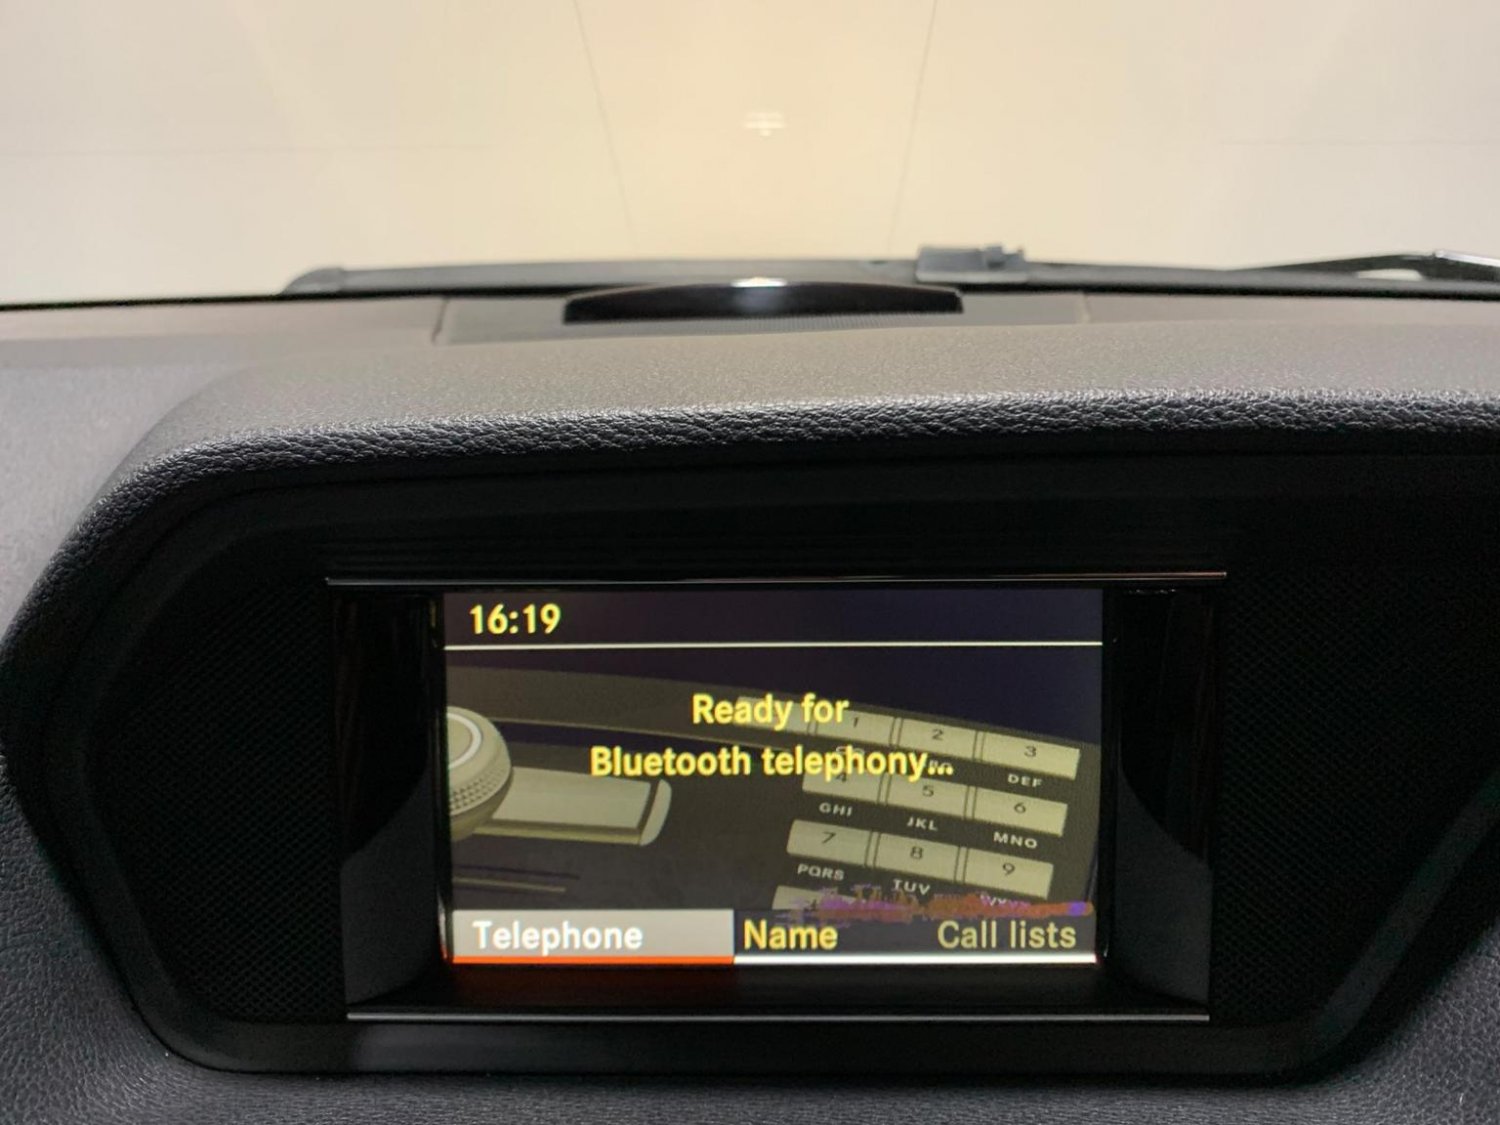 16:19
Ready for
Bluetooth telephony...
1 2 3
DEF
5 6
GHI JKL MNO
7 8 9
PQRS TUV
Telephone Name Call lists